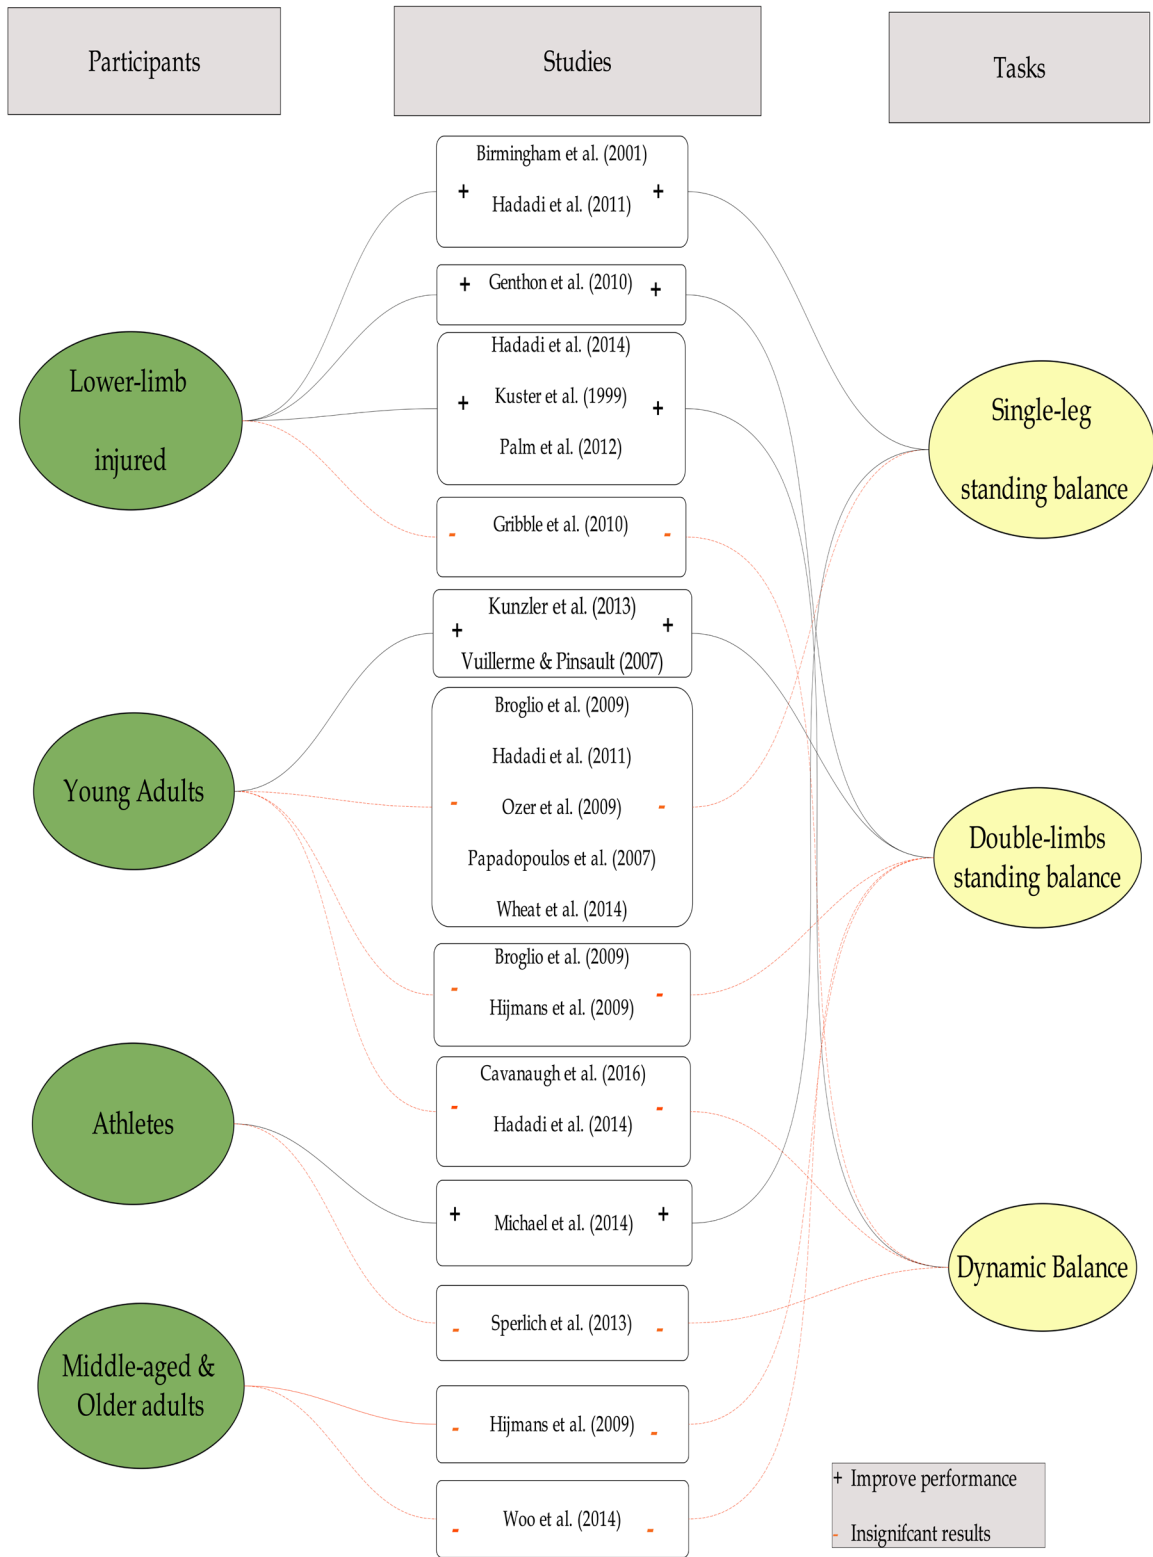 Participants
Studies
Tasks
Birmingham et al. (2001)
+ +
Hadadi et al. (2011)
+ Genthon et al. (2010) +
Hadadi et al. (2014)
+ Kuster et al. (1999) +
Palm et al. (2012)
- Gribble et al. (2010) -
Kunzler et al. (2013)
+ +
Vuillerme & Pinsault (2007)
Broglio et al. (2009)
Hadadi et al. (2011)
- Ozer et al. (2009) -
Papadopoulos et al. (2007)
Wheat et al. (2014)
Broglio et al. (2009)
- -
Hijmans et al. (2009)
Cavanaugh et al. (2016)
- -
Hadadi et al. (2014)
+ Michael et al. (2014) +
- Sperlich et al. (2013) -
- Hijmans et al. (2009) -
- Woo et al. (2014) -
Lower-limb
injured
Young Adults
Athletes
Middle-aged &
Older adults
Single-leg
standing balance
Double-limbs
standing balance
Dynamic Balance
+ Improve performance
- Insignifcant results